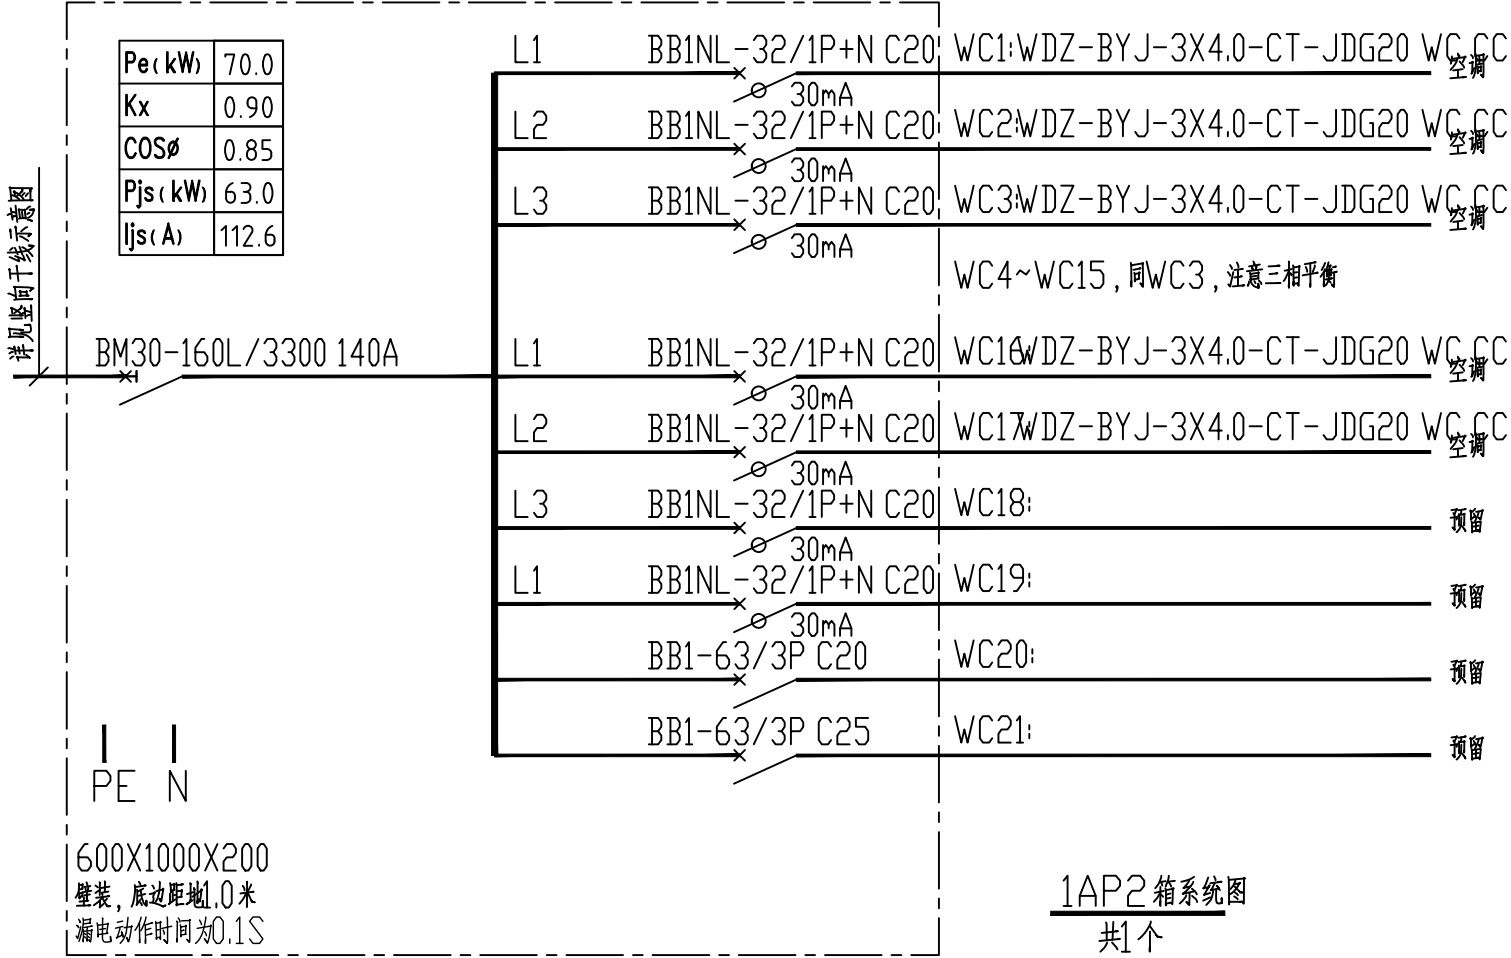 Pe(kW) 70.0
Kx 0.90
COSø 0.85
Pjs(kW) 63.0
Ijs(A) 112.6
详见竖向干线示意图
BM30-160L/3300 140A
L1 BB1NL-32/1P+N C20 WC1:WDZ-BYJ-3X4.0-CT-JDG20 WC CC
30mA 空调
L2 BB1NL-32/1P+N C20 WC2:WDZ-BYJ-3X4.0-CT-JDG20 WC CC
30mA 空调
L3 BB1NL-32/1P+N C20 WC3:WDZ-BYJ-3X4.0-CT-JDG20 WC CC
30mA 空调
WC4~WC15,同WC3,注意三相平衡
L1 BB1NL-32/1P+N C20 WC16:WDZ-BYJ-3X4.0-CT-JDG20 WC CC
30mA 空调
L2 BB1NL-32/1P+N C20 WC17:WDZ-BYJ-3X4.0-CT-JDG20 WC CC
30mA 空调
L3 BB1NL-32/1P+N C20 WC18:
30mA 预留
L1 BB1NL-32/1P+N C20 WC19:
30mA 预留
BB1-63/3P C20 WC20:
预留
BB1-63/3P C25 WC21:
预留
PE N
600X1000X200
壁装,底边距地1.0米
漏电动作时间为0.1S
1AP2箱系统图
共1个